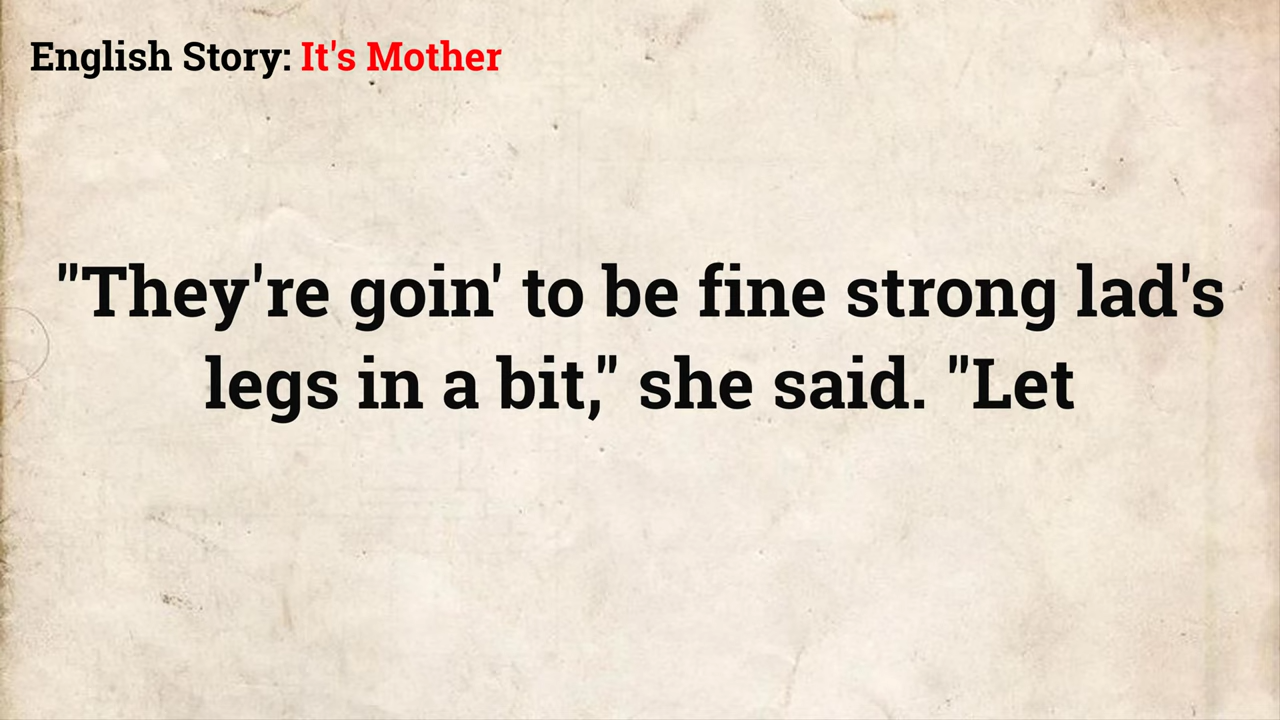 English Story: It's Mother
"They're goin' to be fine strong lad's
legs in a bit," she said. "Let